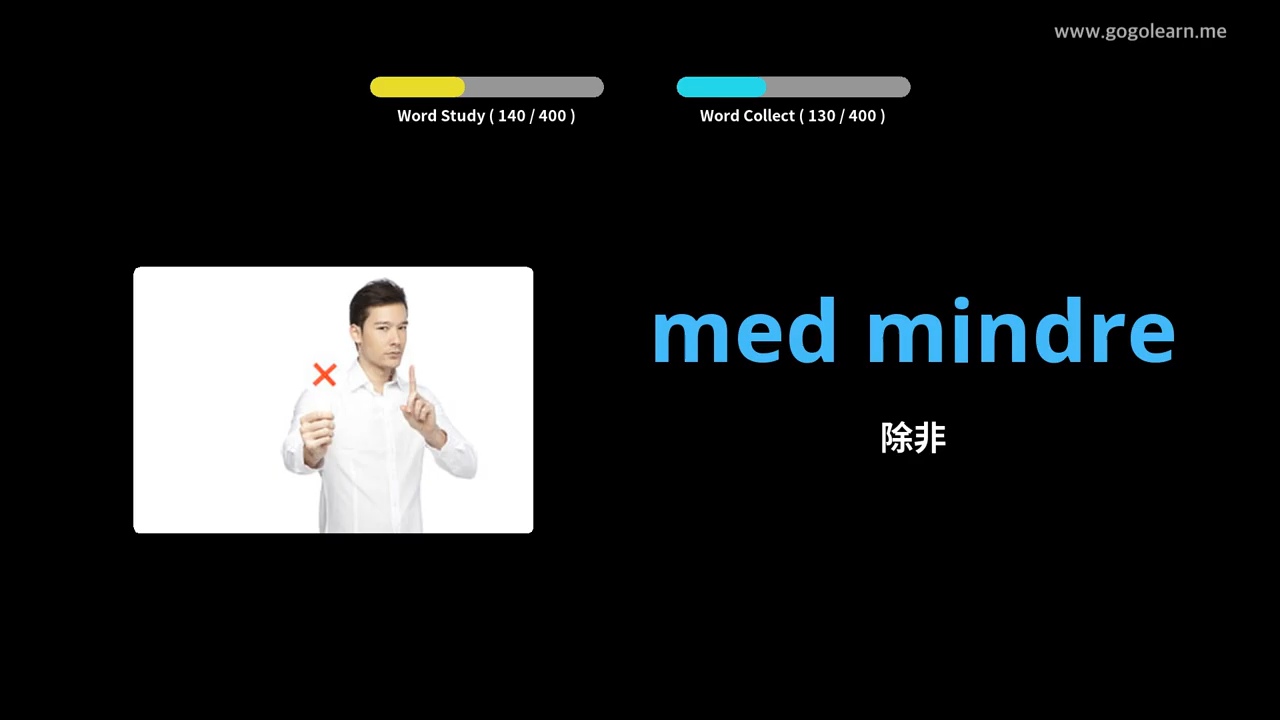 www.gogolearn.me
Word Study ( 140 / 400 )
Word Collect ( 130 / 400 )
med mindre
除非